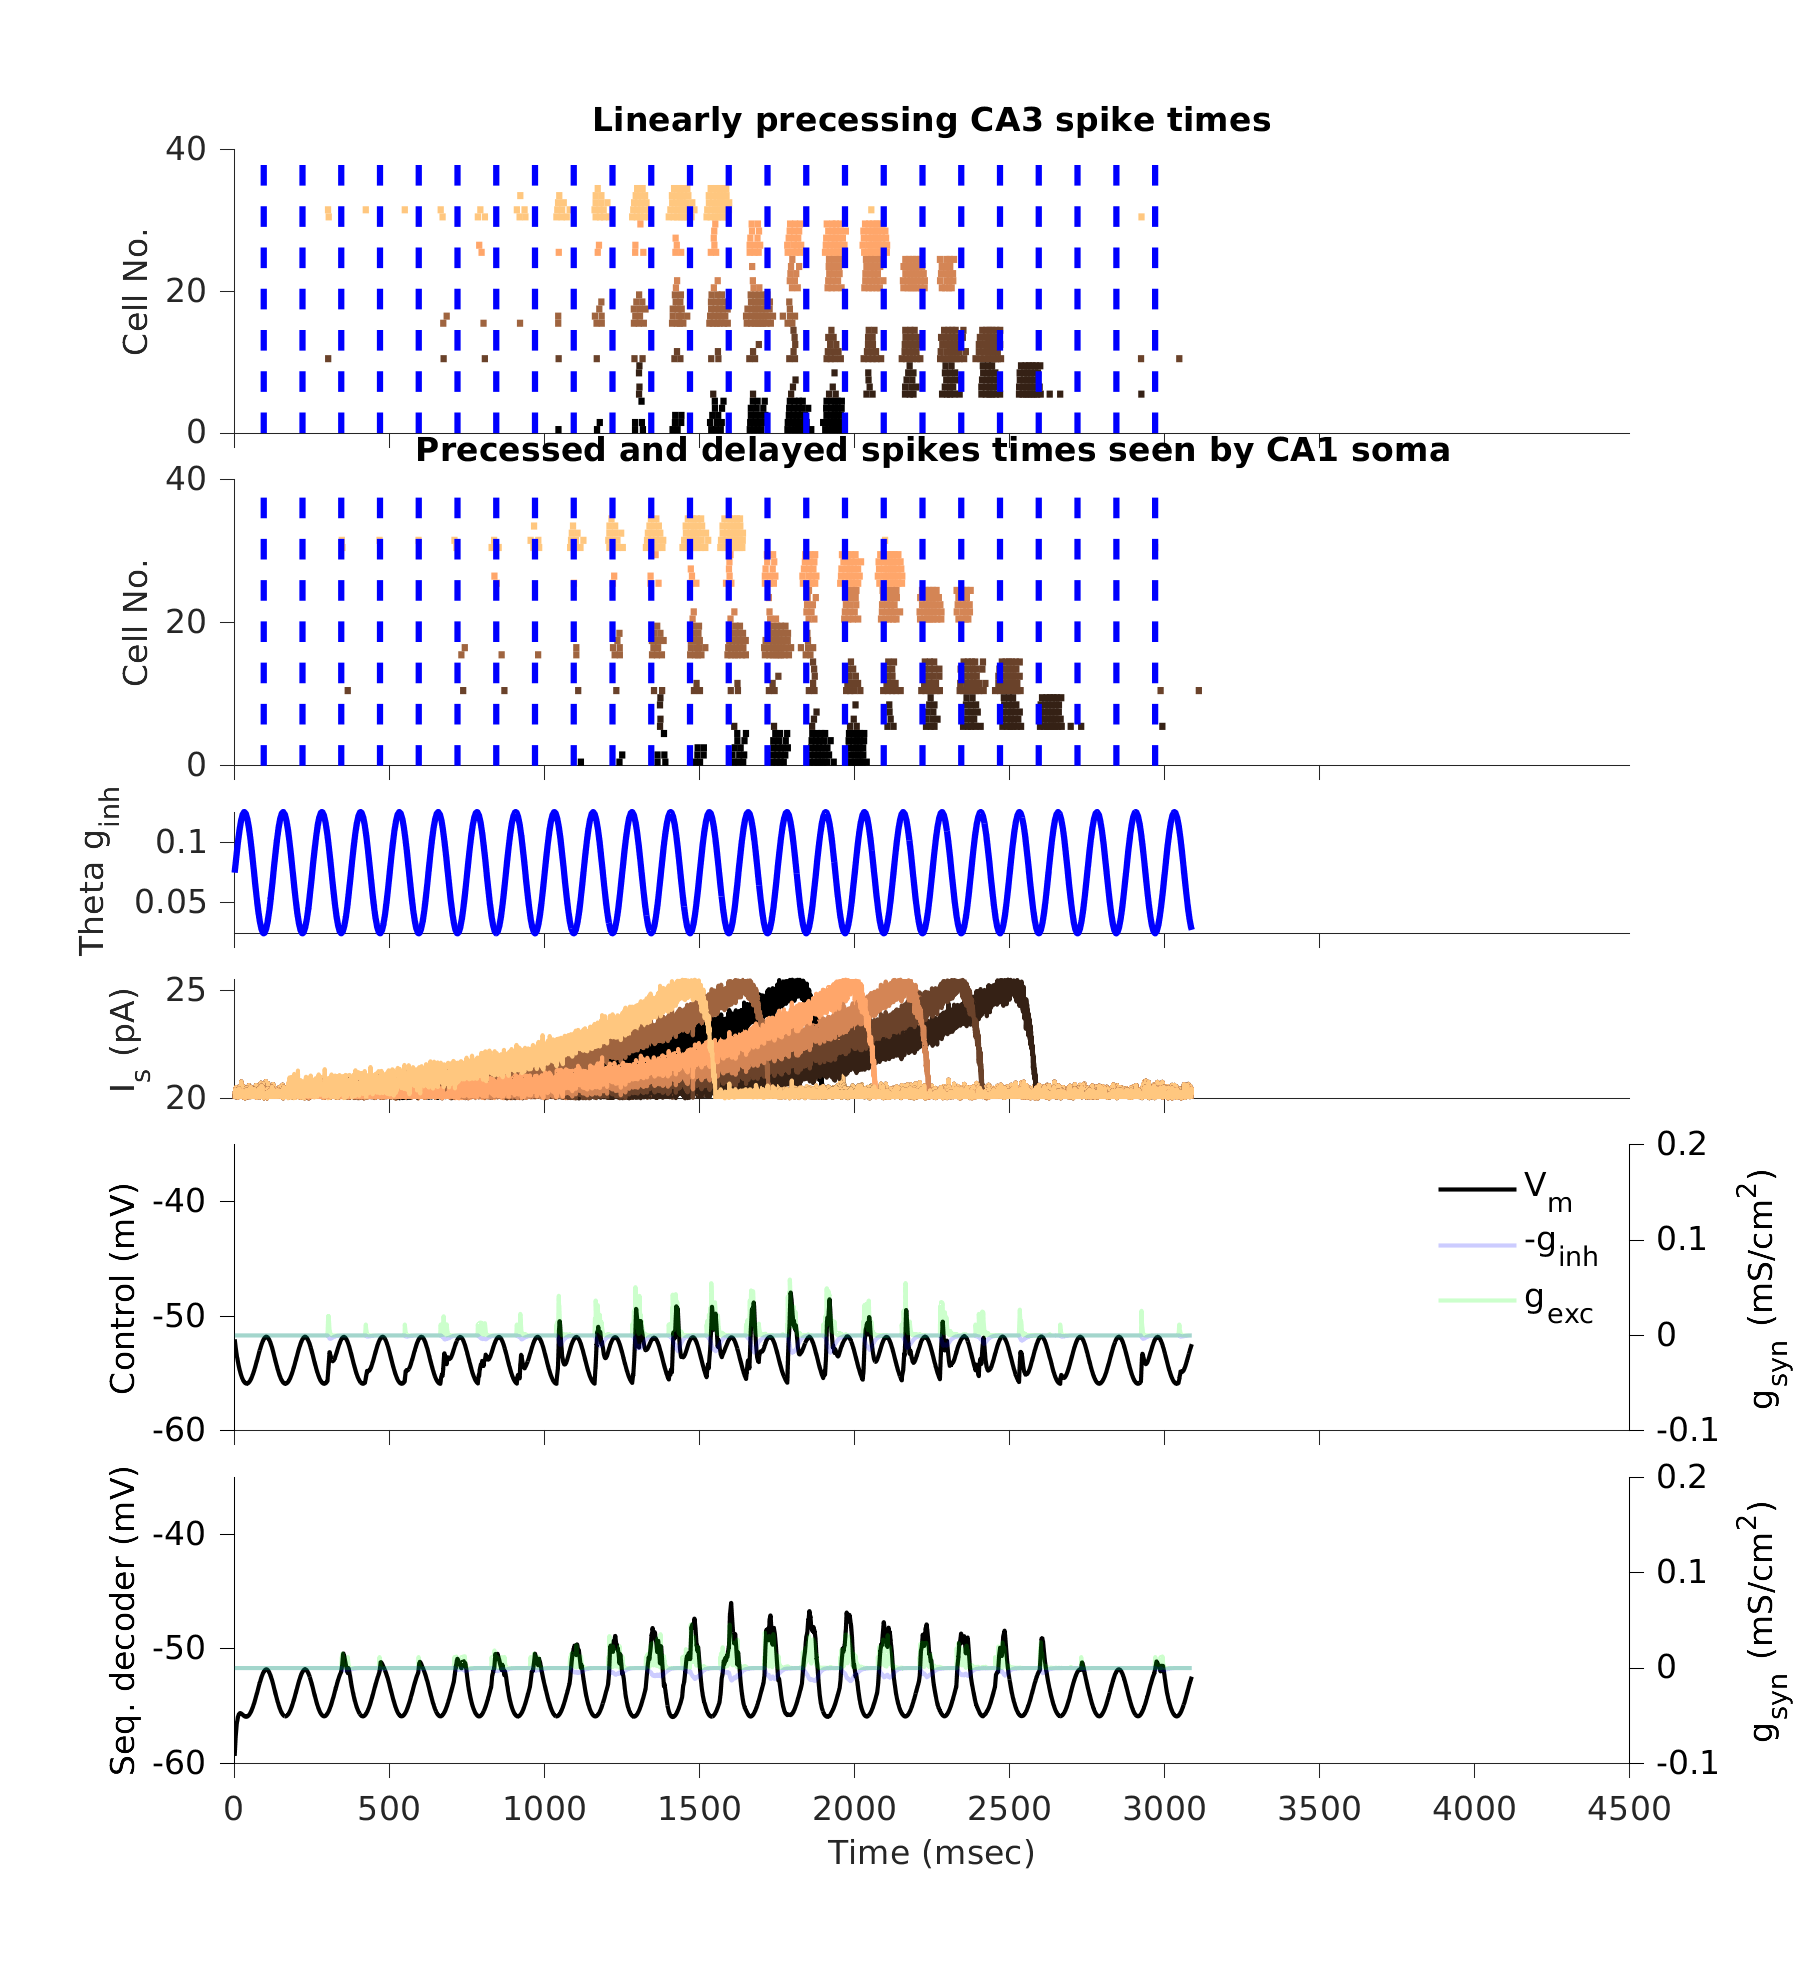 Linearly precessing CA3 spike times
40
20
0
Cell No.
Precessed and delayed spikes times seen by CA1 soma
40
20
0
Cell No.
0.1
0.05
Theta g_inh
25
20
I_s (pA)
-40
-50
-60
Control (mV)
V_m
-g_inh
g_exc
0.2
0.1
0
-0.1
g_syn (mS/cm^2)
-40
-50
-60
Seq. decoder (mV)
0.2
0.1
0
-0.1
g_syn (mS/cm^2)
0 500 1000 1500 2000 2500 3000 3500 4000 4500
Time (msec)